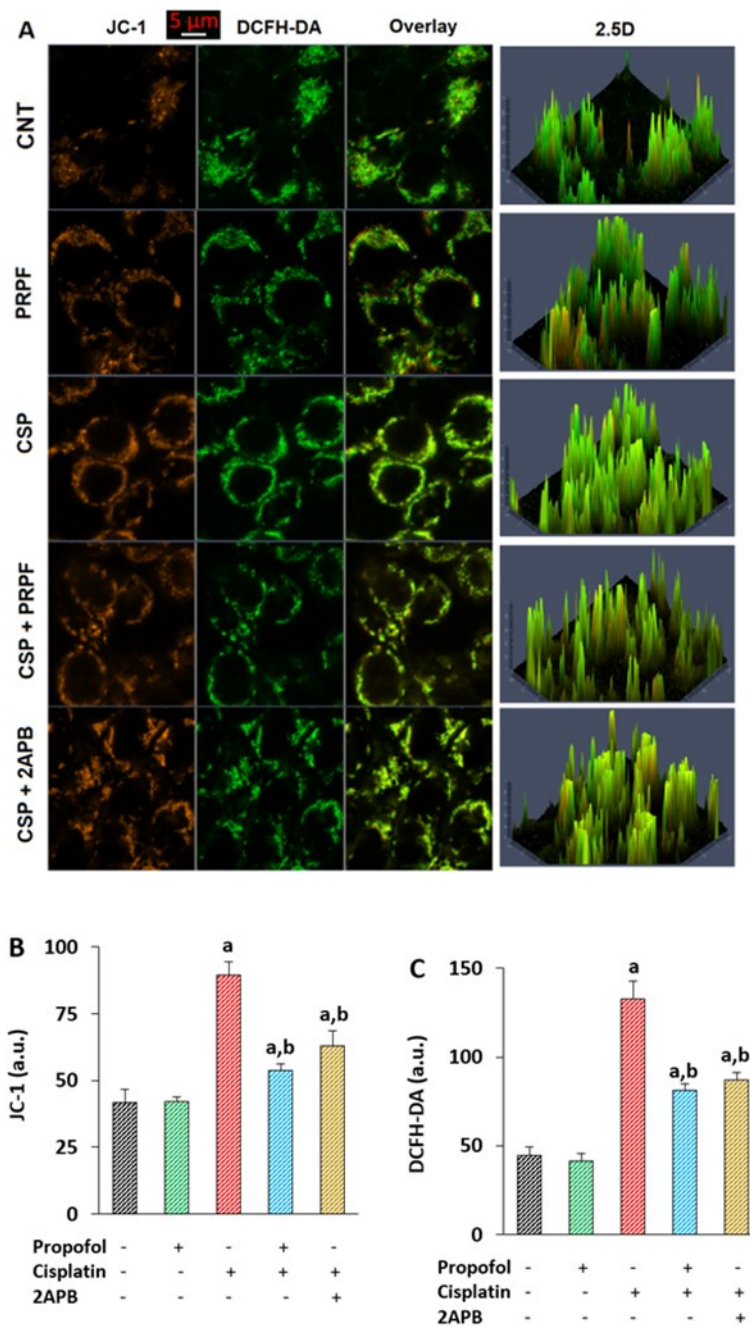 A
JC-1 5 µm DCFH-DA Overlay 2.5D
CNT
PRPF
CSP
CSP + PRPF
CSP + 2APB
B
JC-1 (a.u.)
100
75
50
25
0
a
a,b
a,b
Propofol - + - + -
Cisplatin - - + + +
2APB - - - - +
C
DCFH-DA (a.u.)
150
100
50
0
a
a,b
a,b
Propofol - + - + -
Cisplatin - - + + +
2APB - - - - +